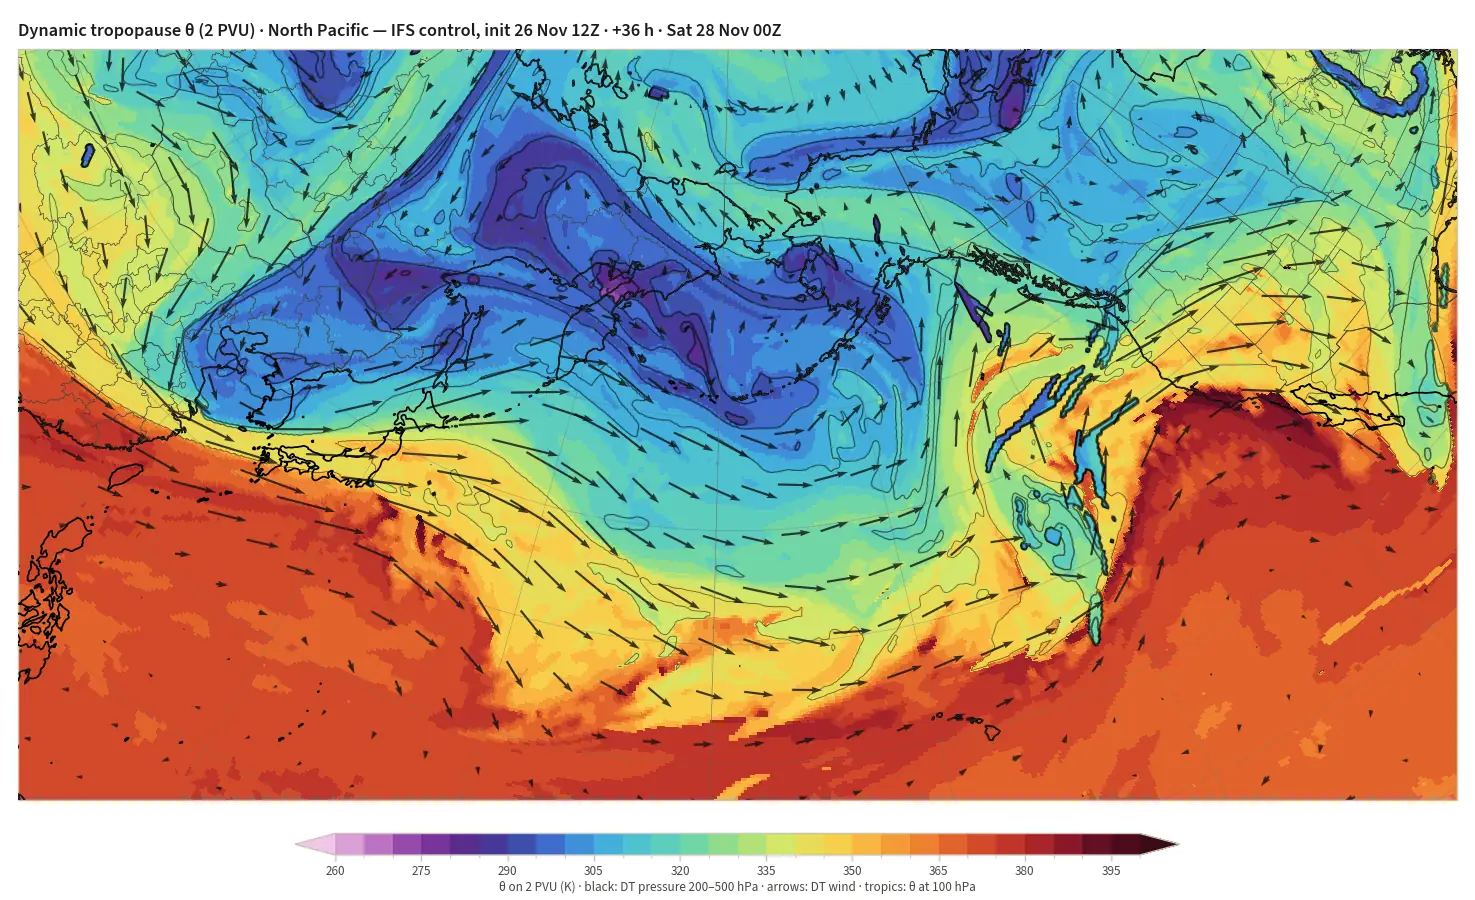 Dynamic tropopause θ (2 PVU) · North Pacific — IFS control, init 26 Nov 12Z · +36 h · Sat 28 Nov 00Z
260 275 290 305 320 335 350 365 380 395
θ on 2 PVU (K) · black: DT pressure 200–500 hPa · arrows: DT wind · tropics: θ at 100 hPa